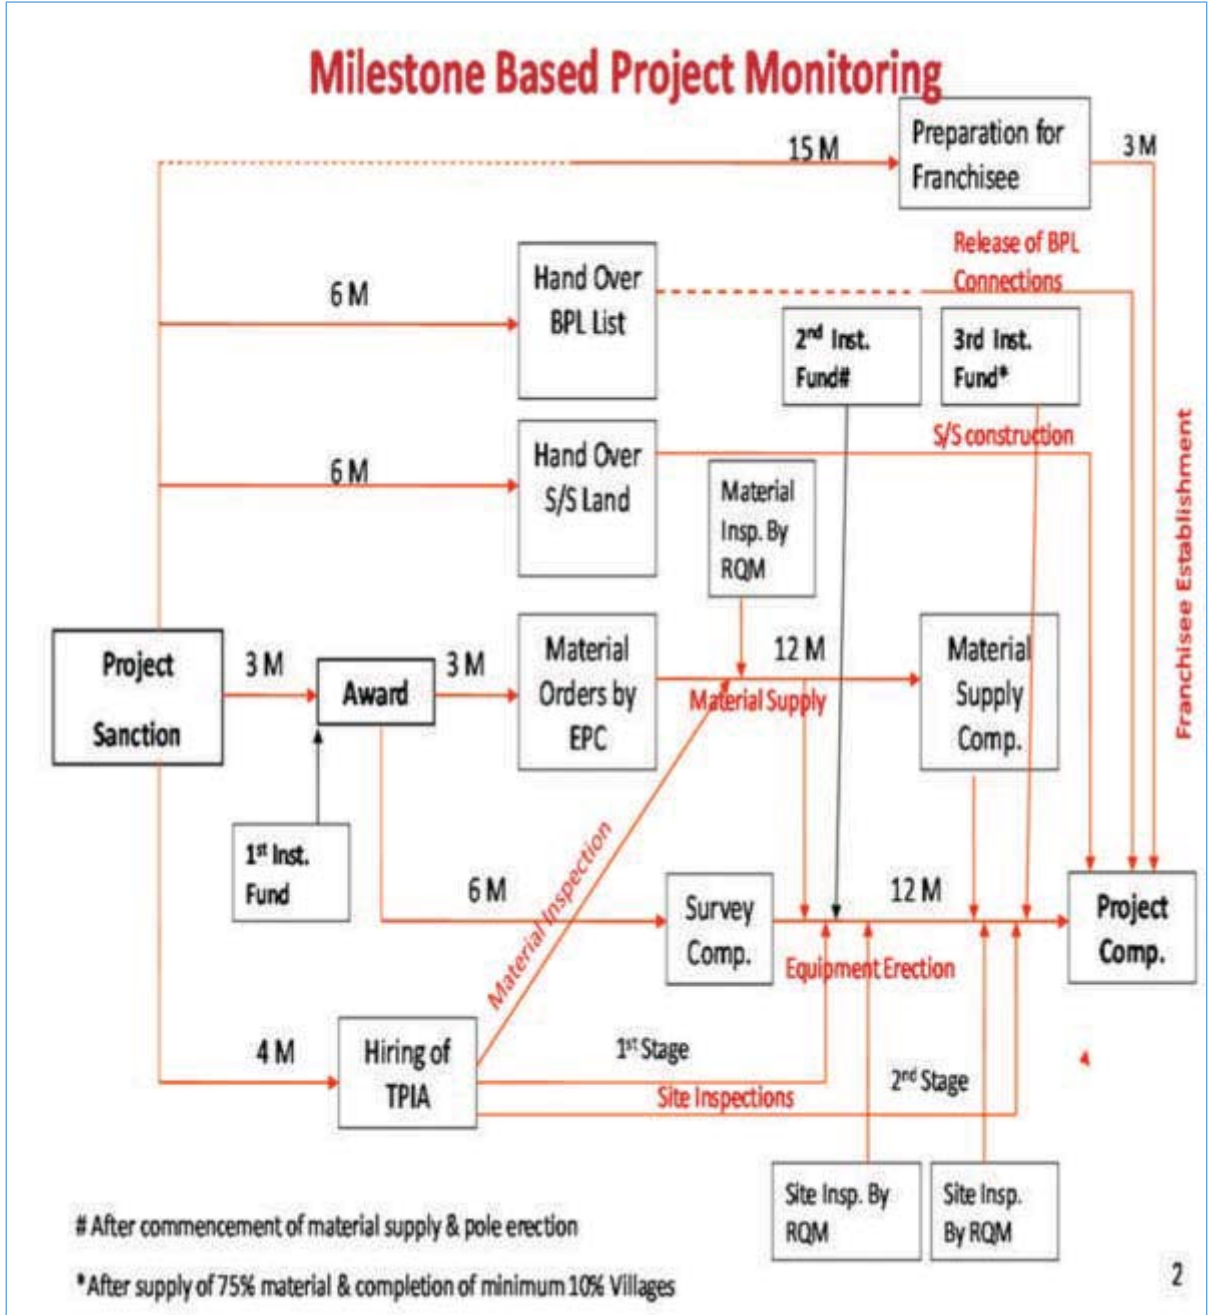 Milestone Based Project Monitoring
15 M
Preparation for
Franchisee
3 M
Release of BPL
Connections
6 M
Hand Over
BPL List
2nd Inst.
Fund#
3rd Inst.
Fund*
S/S construction
6 M
Hand Over
S/S Land
Material
Insp. By
RQM
Franchisee Establishment
Project
Sanction
3 M
Award
3 M
Material
Orders by
EPC
12 M
Material Supply
Material
Supply
Comp.
1st Inst.
Fund
Material Inspection
6 M
Survey
Comp.
12 M
Equipment Erection
Project
Comp.
4 M
Hiring of
TPIA
1st Stage
Site Inspections
2nd Stage
Site Insp. By
RQM
Site Insp.
By RQM
# After commencement of material supply & pole erection
*After supply of 75% material & completion of minimum 10% Villages
2